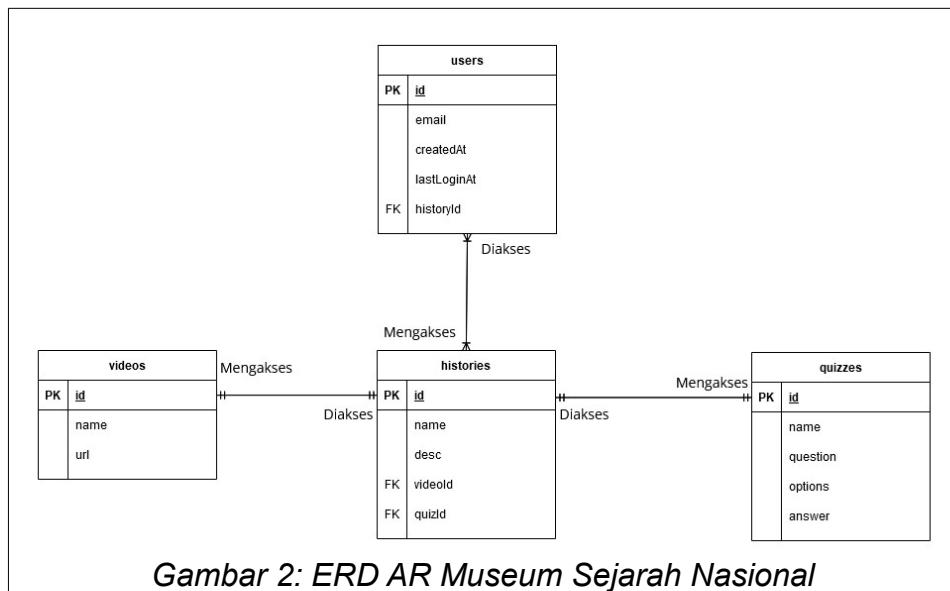 users
PK id
email
createdAt
lastLoginAt
FK historyId
Diakses
Mengakses
videos
PK id
name
url
Mengakses
Diakses
histories
PK id
name
desc
FK videoId
FK quizId
Mengakses
Diakses
quizzes
PK id
name
question
options
answer
Gambar 2: ERD AR Museum Sejarah Nasional